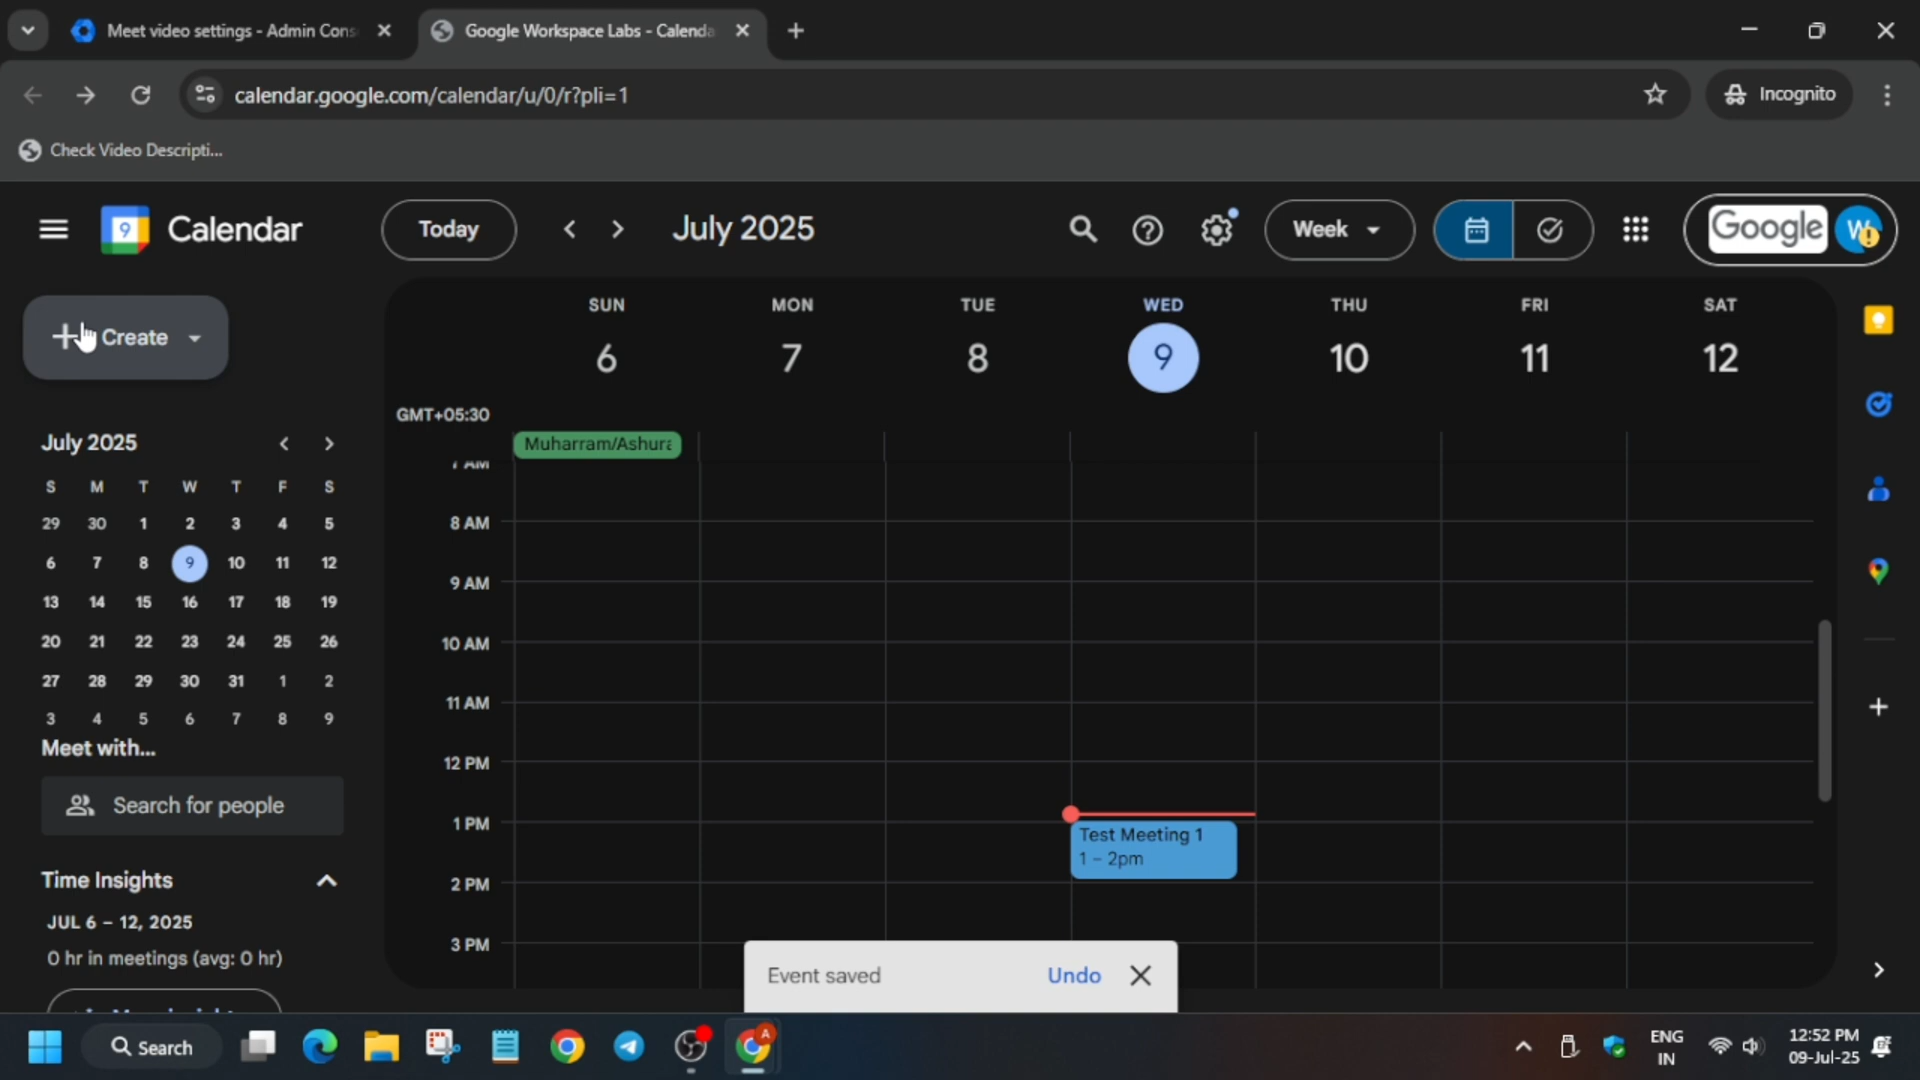 Meet video settings - Admin Cons
Google Workspace Labs - Calenda
calendar.google.com/calendar/u/0/r?pli=1
Incognito
Check Video Descripti...
9
Calendar
Today
July 2025
Week
Google
W
Create
SUN MON TUE WED THU FRI SAT
6 7 8 9 10 11 12
GMT+05:30
Muharram/Ashura
July 2025
S M T W T F S
29 30 1 2 3 4 5
6 7 8 9 10 11 12
13 14 15 16 17 18 19
20 21 22 23 24 25 26
27 28 29 30 31 1 2
3 4 5 6 7 8 9
Meet with...
Search for people
Time Insights
JUL 6 – 12, 2025
0 hr in meetings (avg: 0 hr)
7 AM
8 AM
9 AM
10 AM
11 AM
12 PM
1 PM
2 PM
3 PM
Test Meeting 1
1 – 2pm
Event saved Undo
Search
A
ENG
IN
12:52 PM
09-Jul-25